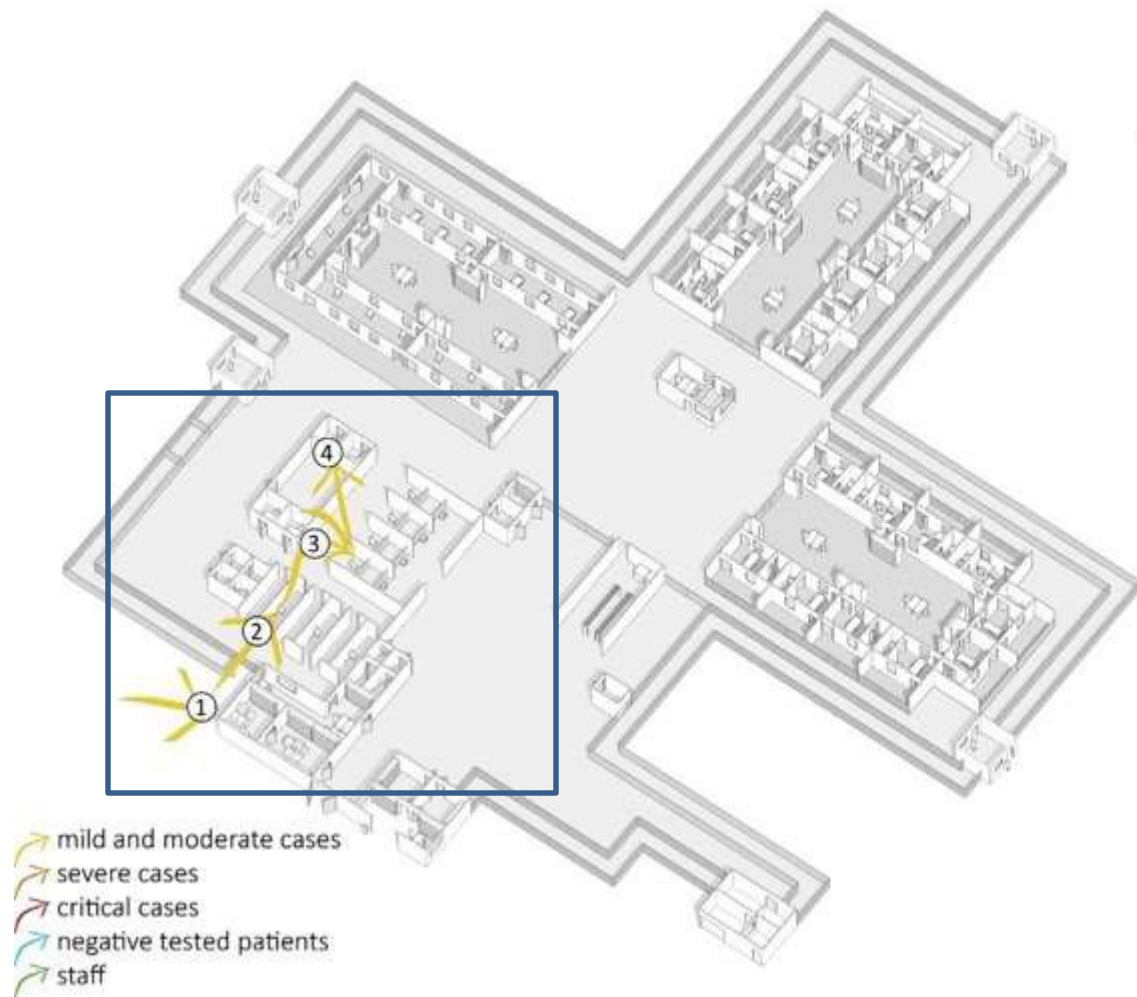 4
3
2
1
mild and moderate cases
severe cases
critical cases
negative tested patients
staff